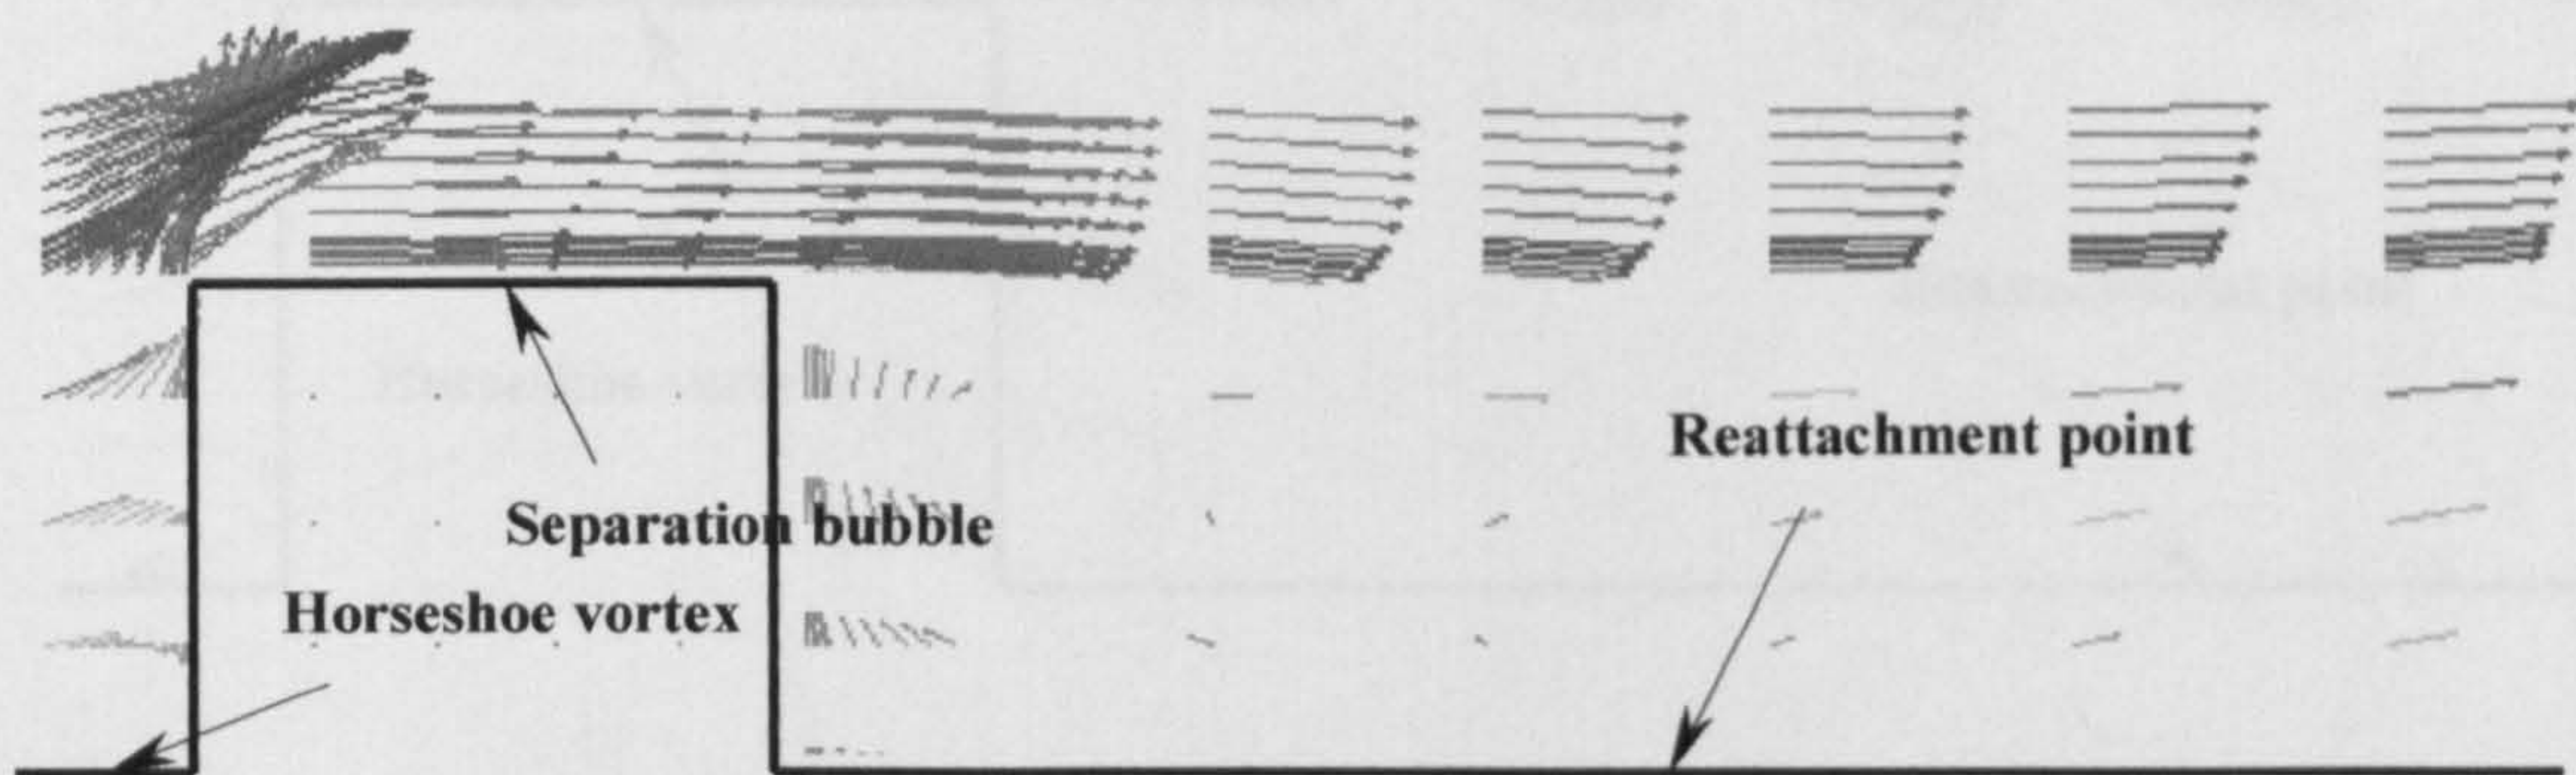 Reattachment point
Separation bubble
Horseshoe vortex